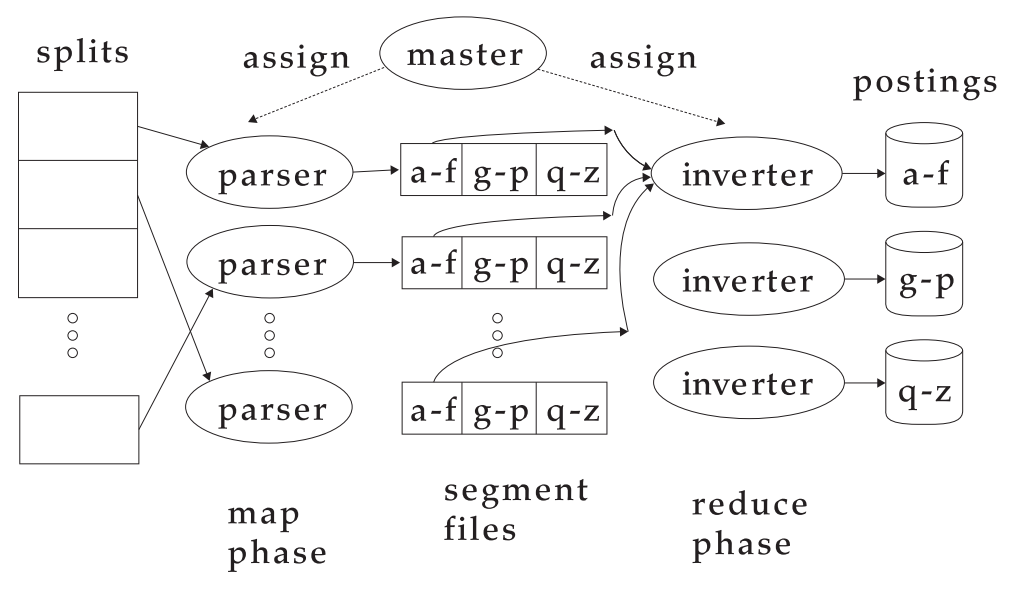 splits
assign
master
assign
postings
parser
a-f g-p q-z
inverter
a-f
parser
a-f g-p q-z
inverter
g-p
parser
a-f g-p q-z
inverter
q-z
map
phase
segment
files
reduce
phase